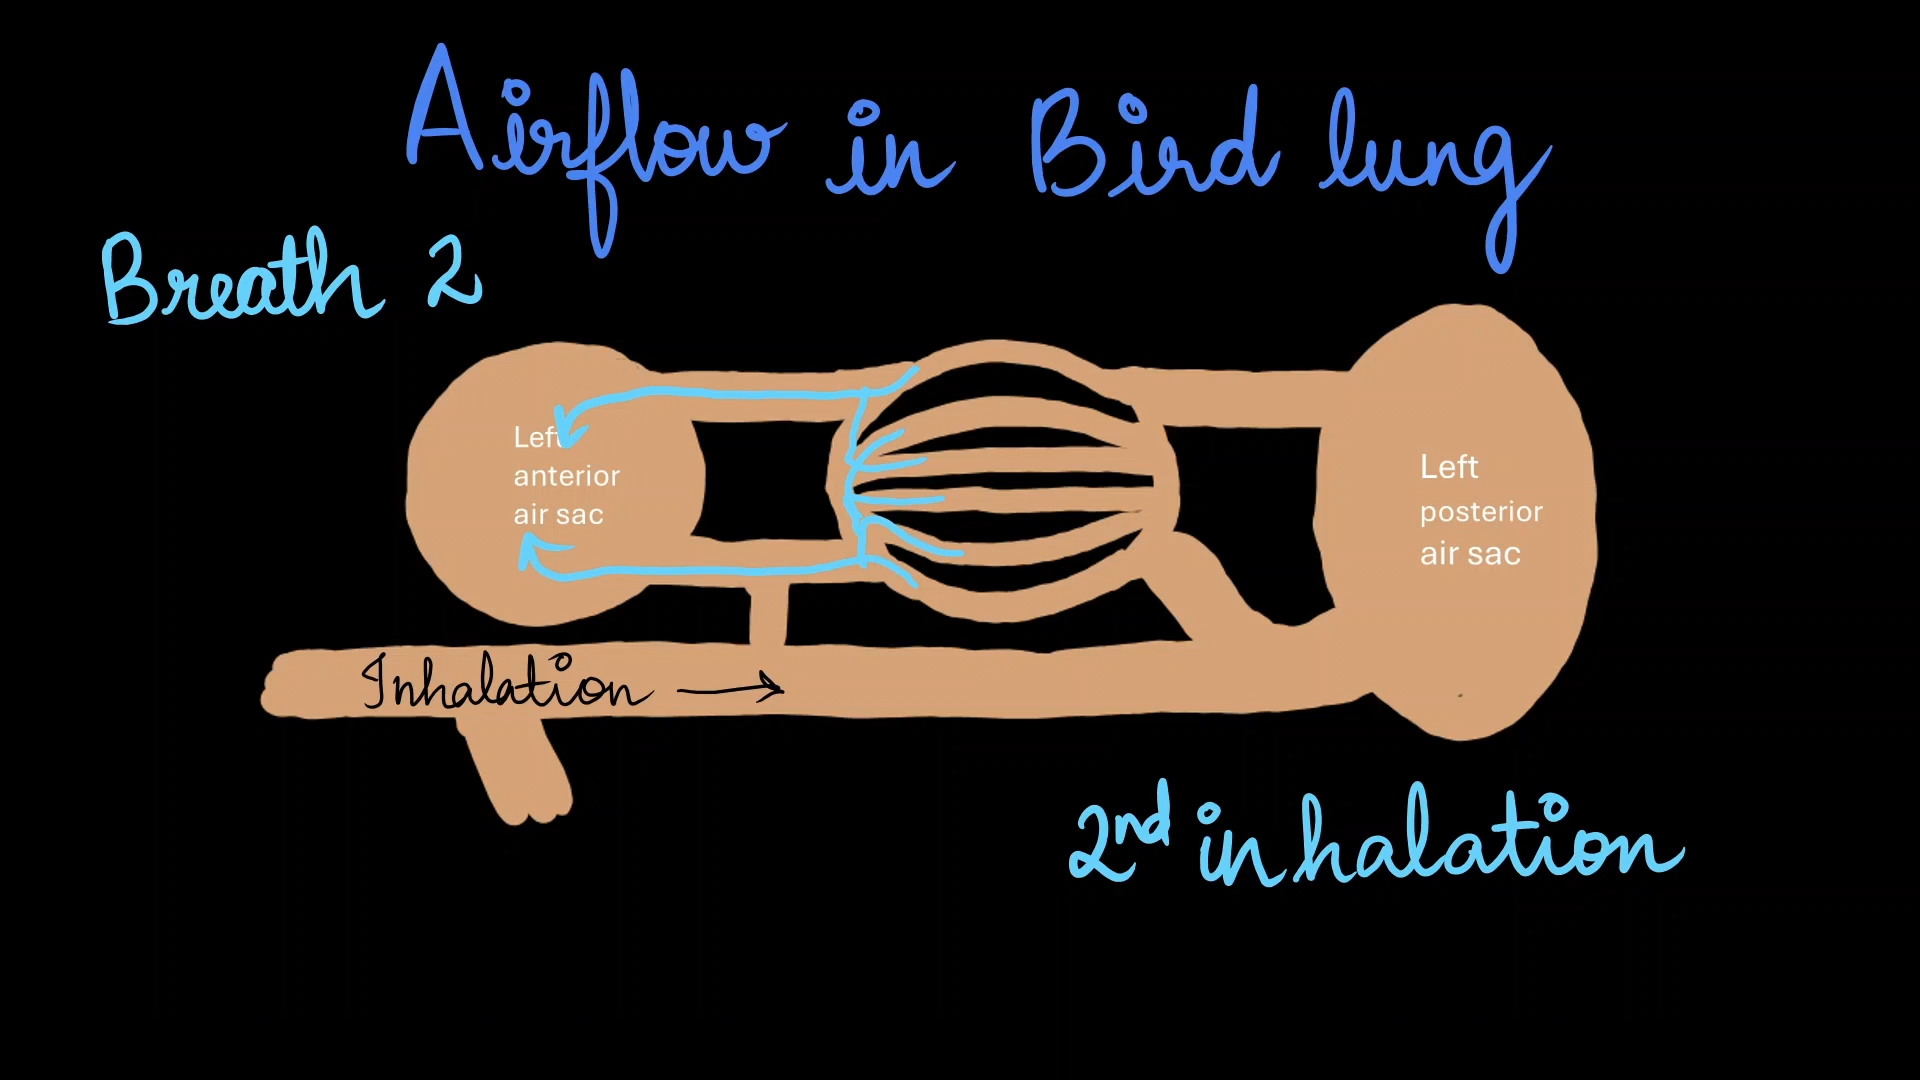 Airflow in Bird lung
Breath 2
Left
anterior
air sac
Left
posterior
air sac
Inhalation
2nd inhalation